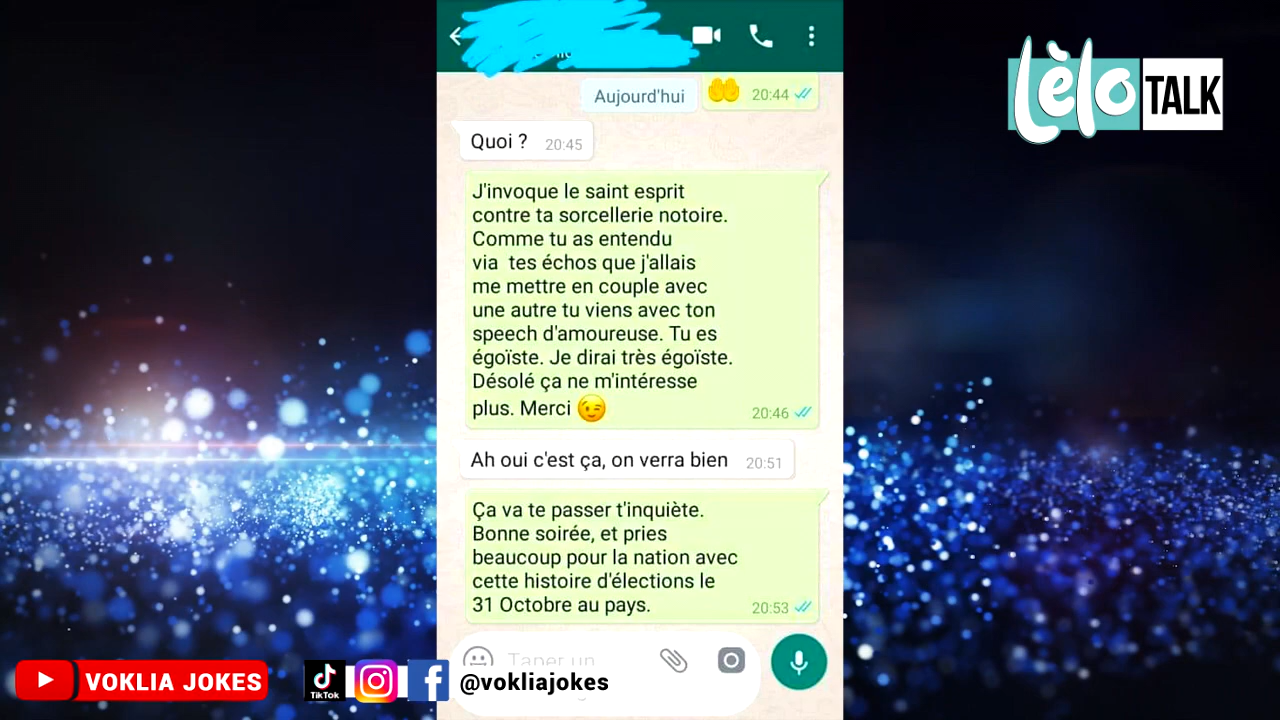 Lèlo
TALK
Aujourd'hui
20:44
Quoi ? 20:45
J'invoque le saint esprit
contre ta sorcellerie notoire.
Comme tu as entendu
via tes échos que j'allais
me mettre en couple avec
une autre tu viens avec ton
speech d'amoureuse. Tu es
égoïste. Je dirai très égoïste.
Désolé ça ne m'intéresse
plus. Merci 😉 20:46
Ah oui c'est ça, on verra bien 20:51
Ça va te passer t'inquiète.
Bonne soirée, et pries
beaucoup pour la nation avec
cette histoire d'élections le
31 Octobre au pays. 20:53
Taper un
VOKLIA JOKES
TikTok
@vokliajokes